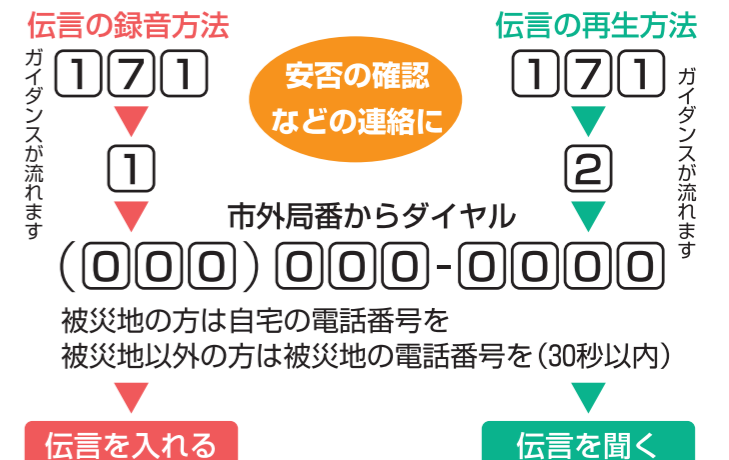 伝言の録音方法
171
ガイダンスが流れます
1
安否の確認
などの連絡に
伝言の再生方法
171
ガイダンスが流れます
2
市外局番からダイヤル
(000)000-0000
被災地の方は自宅の電話番号を
被災地以外の方は被災地の電話番号を(30秒以内)
伝言を入れる
伝言を聞く